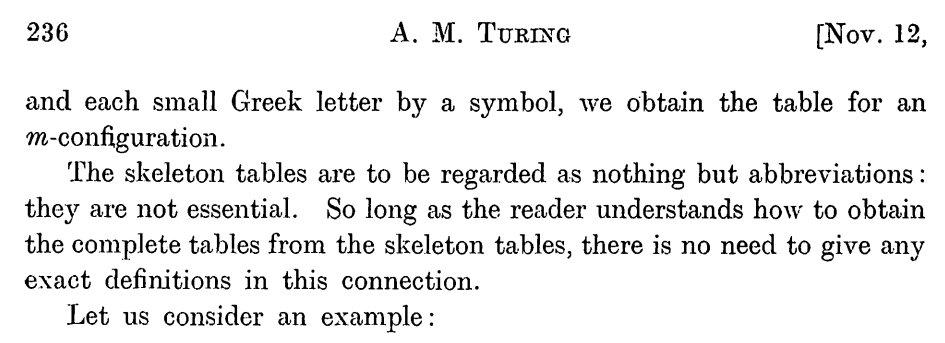 236 A. M. TURING [Nov. 12,
and each small Greek letter by a symbol, we obtain the table for an
m-configuration.
The skeleton tables are to be regarded as nothing but abbreviations:
they are not essential. So long as the reader understands how to obtain
the complete tables from the skeleton tables, there is no need to give any
exact definitions in this connection.
Let us consider an example: